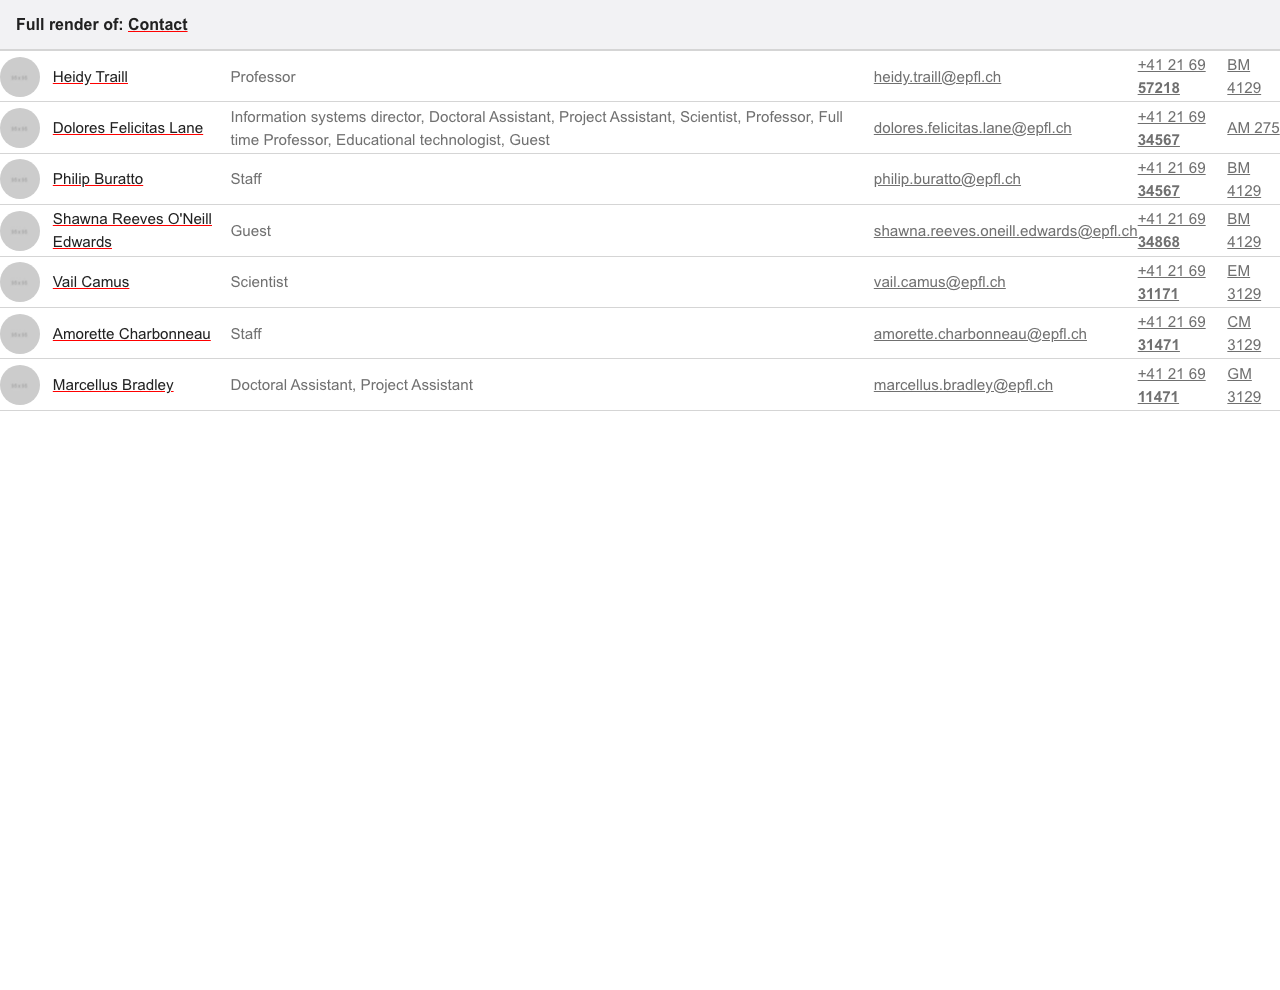 Full render of: Contact
Heidy Traill Professor heidy.traill@epfl.ch +41 21 69 57218 BM 4129
Dolores Felicitas Lane Information systems director, Doctoral Assistant, Project Assistant, Scientist, Professor, Full time Professor, Educational technologist, Guest dolores.felicitas.lane@epfl.ch +41 21 69 34567 AM 275
Philip Buratto Staff philip.buratto@epfl.ch +41 21 69 34567 BM 4129
Shawna Reeves O'Neill Edwards Guest shawna.reeves.oneill.edwards@epfl.ch +41 21 69 34868 BM 4129
Vail Camus Scientist vail.camus@epfl.ch +41 21 69 31171 EM 3129
Amorette Charbonneau Staff amorette.charbonneau@epfl.ch +41 21 69 31471 CM 3129
Marcellus Bradley Doctoral Assistant, Project Assistant marcellus.bradley@epfl.ch +41 21 69 11471 GM 3129